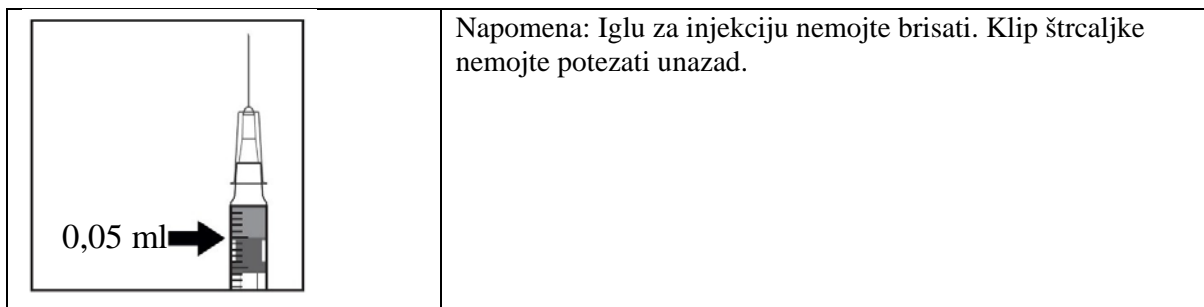 0,05 ml
Napomena: Iglu za injekciju nemojte brisati. Klip štrcaljke
nemojte potezati unazad.